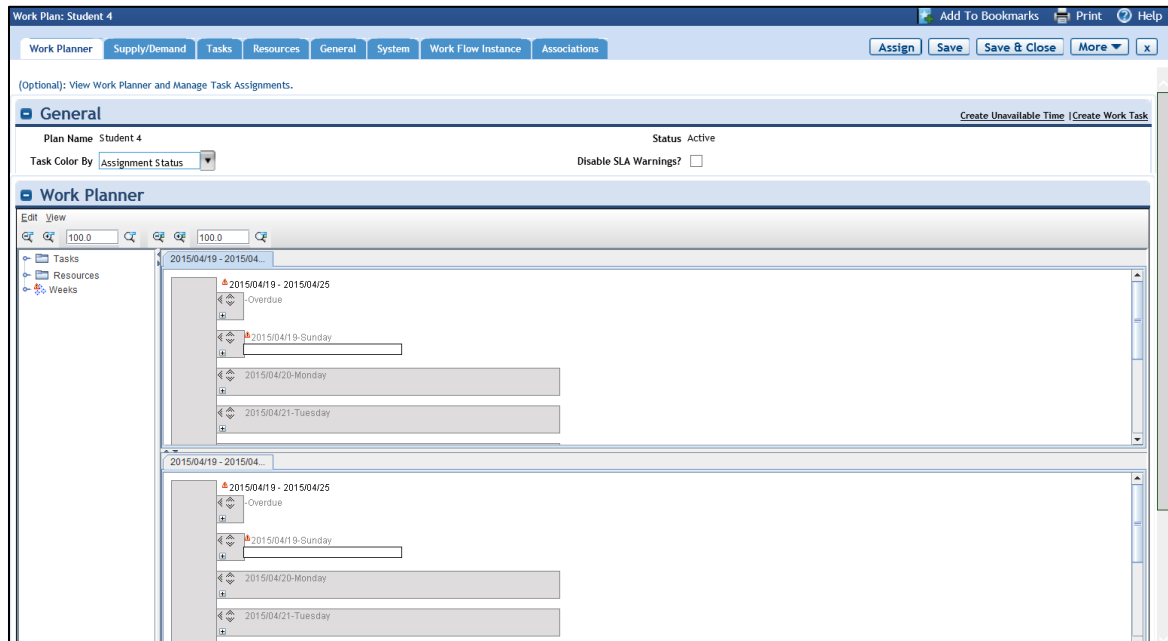 Work Plan: Student 4 Add To Bookmarks Print Help
Work Planner Supply/Demand Tasks Resources General System Work Flow Instance Associations Assign Save Save & Close More x
(Optional): View Work Planner and Manage Task Assignments.
General Create Unavailable Time | Create Work Task
Plan Name Student 4 Status Active
Task Color By Assignment Status Disable SLA Warnings?
Work Planner
Edit View
100.0 100.0
Tasks
Resources
Weeks
2015/04/19 - 2015/04...
2015/04/19 - 2015/04/25
-Overdue
2015/04/19-Sunday
2015/04/20-Monday
2015/04/21-Tuesday
2015/04/19 - 2015/04...
2015/04/19 - 2015/04/25
-Overdue
2015/04/19-Sunday
2015/04/20-Monday
2015/04/21-Tuesday